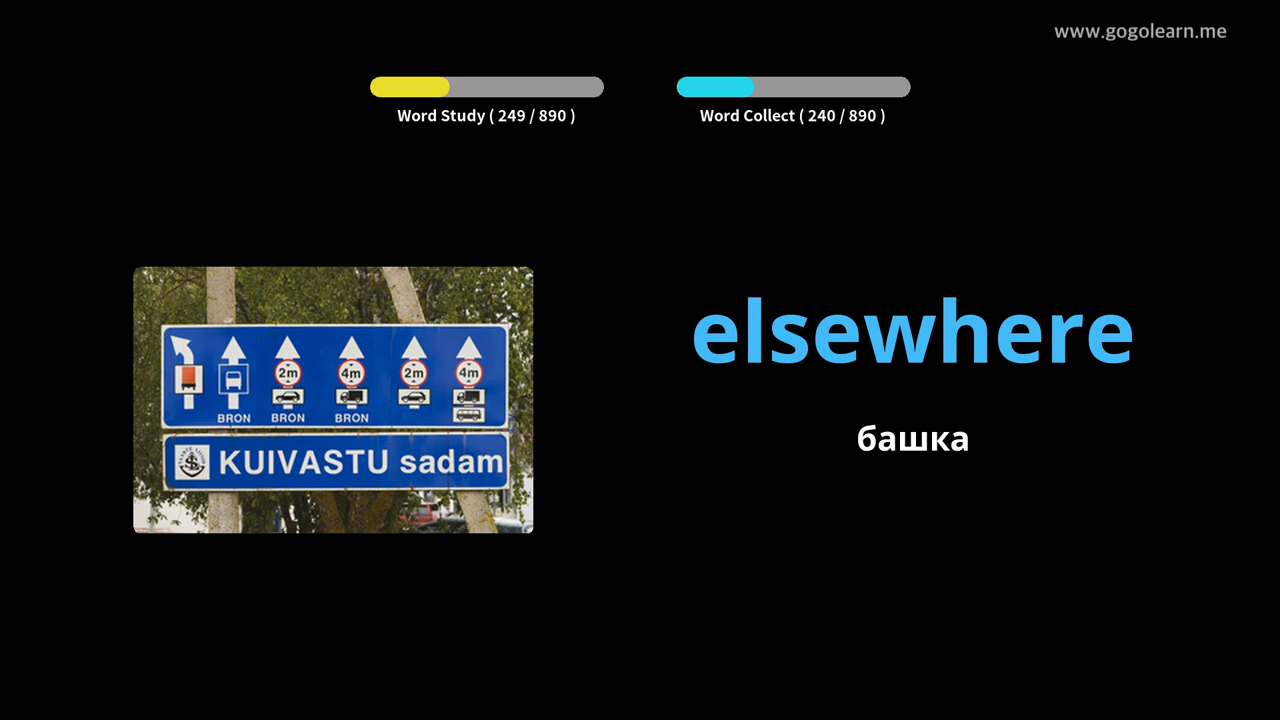 www.gogolearn.me
Word Study ( 249 / 890 )
Word Collect ( 240 / 890 )
2m 4m 2m 4m
BRON BRON BRON
KUIVASTU sadam
elsewhere
башка